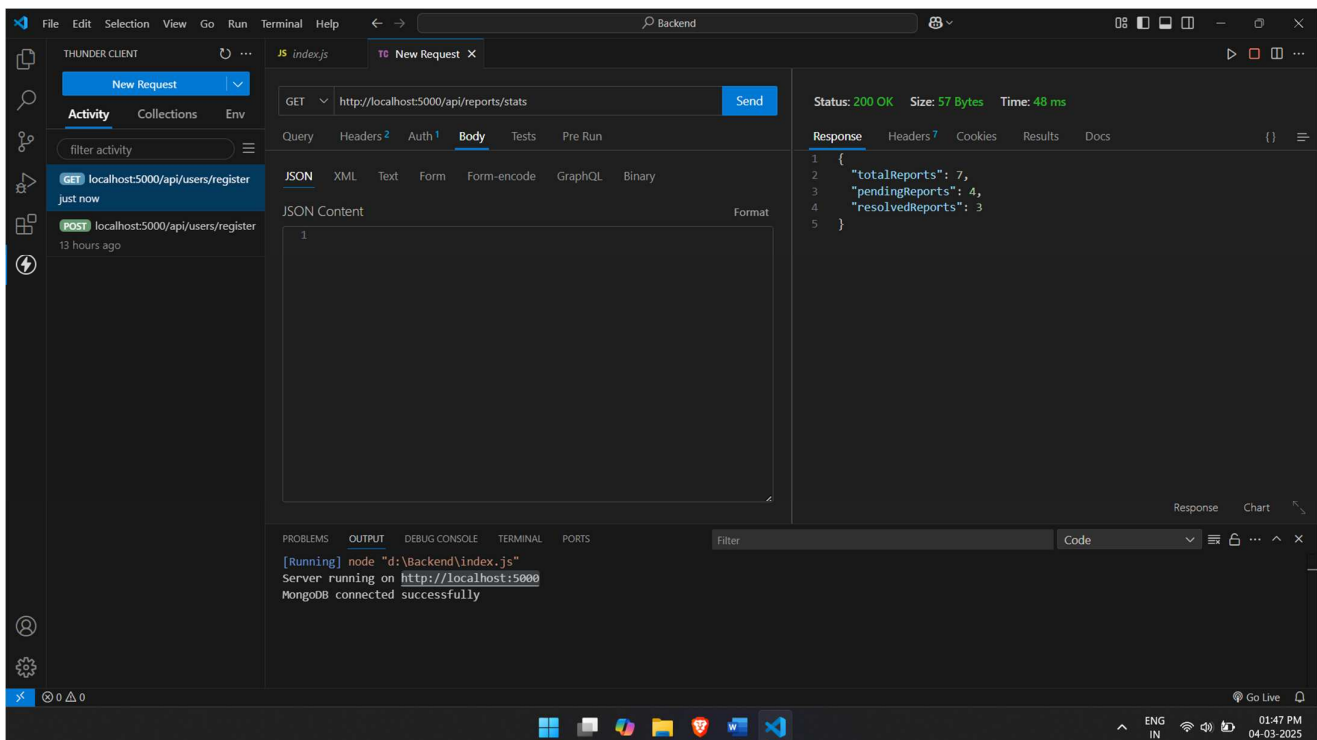 File Edit Selection View Go Run Terminal Help
Backend
THUNDER CLIENT
New Request
Activity Collections Env
filter activity
GET localhost:5000/api/users/register
just now
POST localhost:5000/api/users/register
13 hours ago
JS index.js TC New Request
GET http://localhost:5000/api/reports/stats Send
Query Headers 2 Auth 1 Body Tests Pre Run
JSON XML Text Form Form-encode GraphQL Binary
JSON Content Format
1
Status: 200 OK Size: 57 Bytes Time: 48 ms
Response Headers 7 Cookies Results Docs {}
1 {
2 "totalReports": 7,
3 "pendingReports": 4,
4 "resolvedReports": 3
5 }
Response Chart
PROBLEMS OUTPUT DEBUG CONSOLE TERMINAL PORTS Filter Code
[Running] node "d:\Backend\index.js"
Server running on http://localhost:5000
MongoDB connected successfully
0 0 Go Live
ENG
IN
01:47 PM
04-03-2025